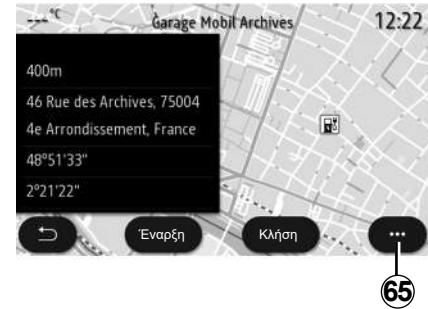 ---°C Garage Mobil Archives 12:22
400m
46 Rue des Archives, 75004
4e Arrondissement, France
48°51'33"
2°21'22"
Έναρξη Κλήση ...
65